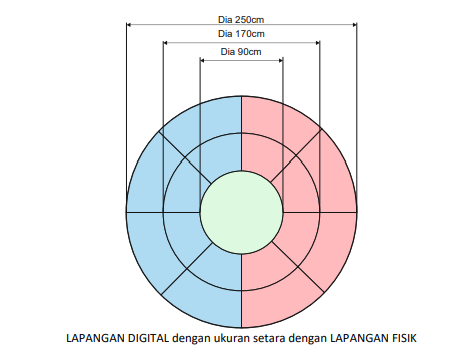 Dia 250cm
Dia 170cm
Dia 90cm
LAPANGAN DIGITAL dengan ukuran setara dengan LAPANGAN FISIK